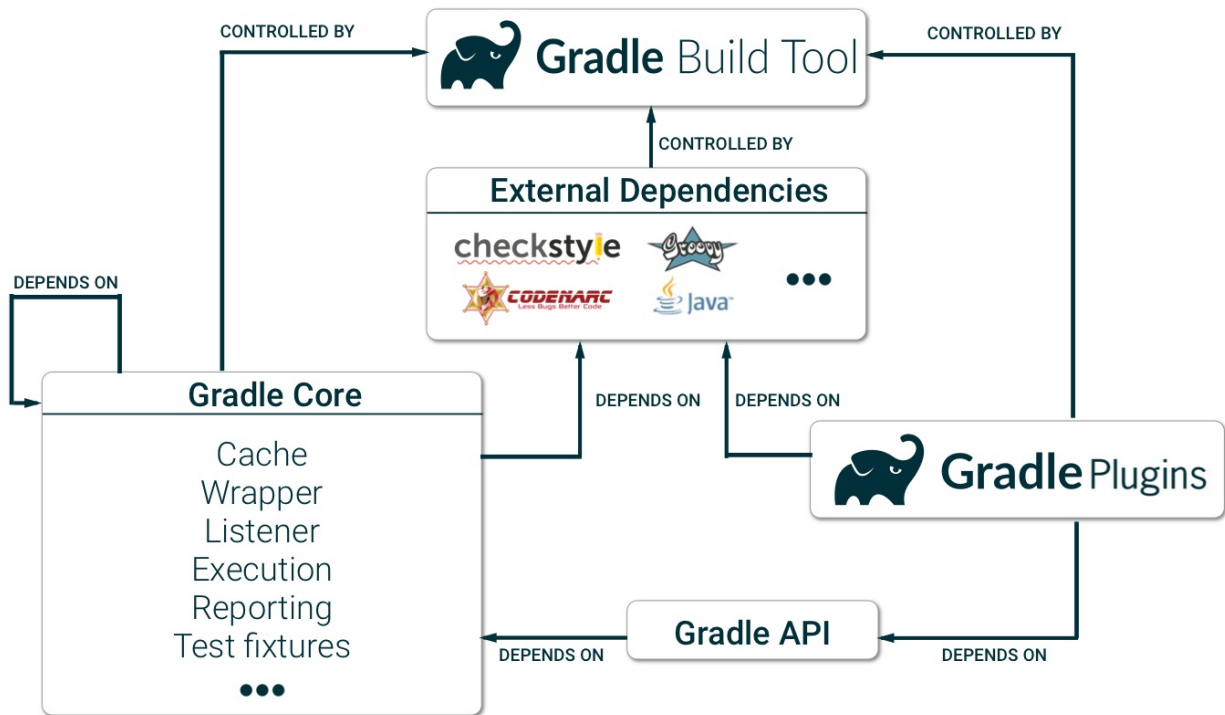 CONTROLLED BY
Gradle Build Tool
CONTROLLED BY
CONTROLLED BY
External Dependencies
checkstyle
Groovy
CODENARC
Less Bugs Better Code
Java™
•••
DEPENDS ON
Gradle Core
Cache
Wrapper
Listener
Execution
Reporting
Test fixtures
•••
DEPENDS ON
DEPENDS ON
Gradle Plugins
Gradle API
DEPENDS ON
DEPENDS ON